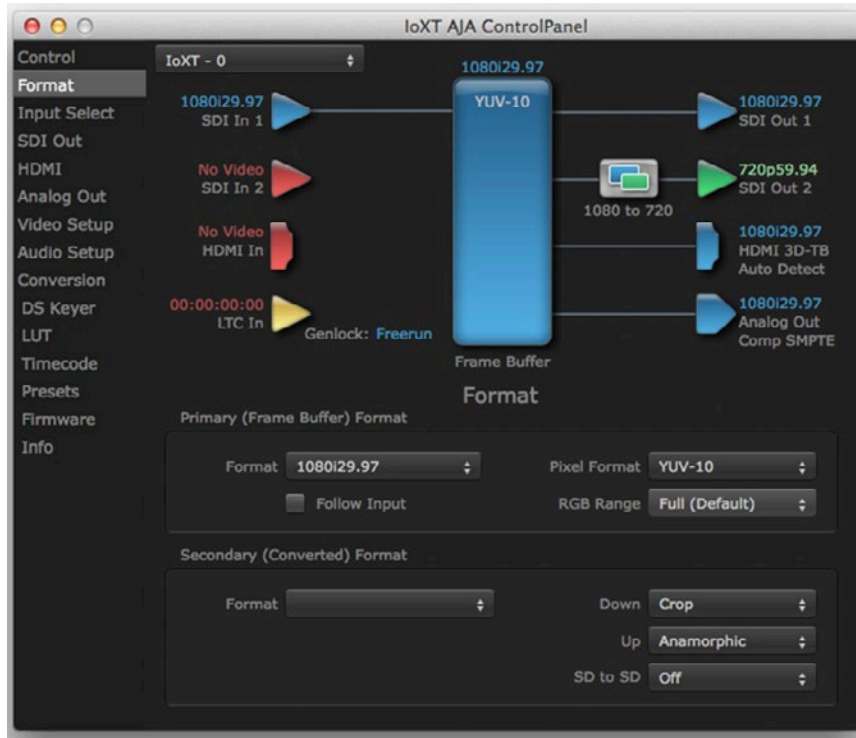 IoXT AJA ControlPanel
Control
Format
Input Select
SDI Out
HDMI
Analog Out
Video Setup
Audio Setup
Conversion
DS Keyer
LUT
Timecode
Presets
Firmware
Info
IoXT - 0
1080i29.97
YUV-10
1080i29.97
SDI In 1
No Video
SDI In 2
No Video
HDMI In
00:00:00:00
LTC In
Genlock: Freerun
Frame Buffer
1080 to 720
1080i29.97
SDI Out 1
720p59.94
SDI Out 2
1080i29.97
HDMI 3D-TB
Auto Detect
1080i29.97
Analog Out
Comp SMPTE
Format
Primary (Frame Buffer) Format
Format 1080i29.97
Pixel Format YUV-10
Follow Input
RGB Range Full (Default)
Secondary (Converted) Format
Format
Down Crop
Up Anamorphic
SD to SD Off